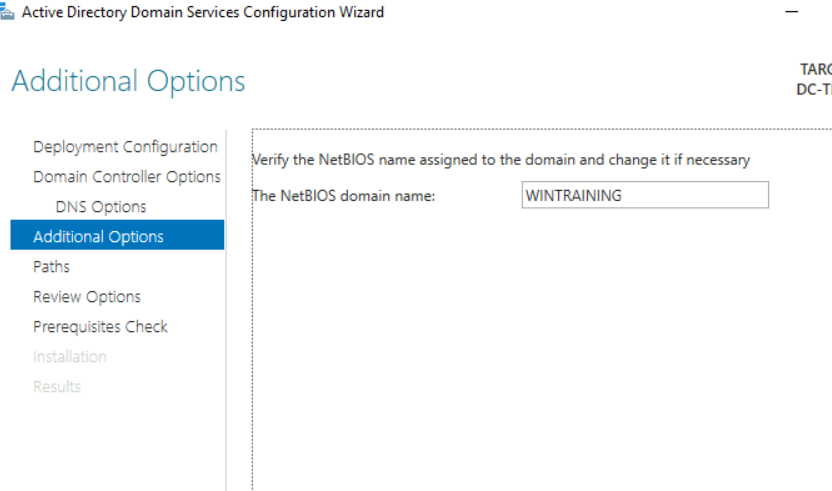 Active Directory Domain Services Configuration Wizard
Additional Options
Deployment Configuration
Domain Controller Options
DNS Options
Additional Options
Paths
Review Options
Prerequisites Check
Installation
Results
Verify the NetBIOS name assigned to the domain and change it if necessary
The NetBIOS domain name: WINTRAINING